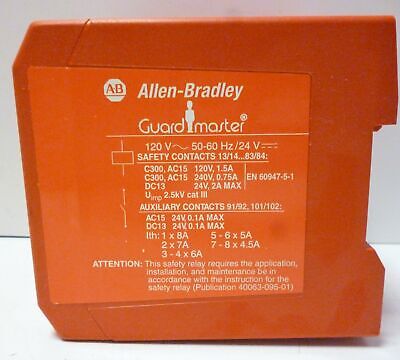 AB Allen-Bradley
Guardmaster®
120 V ~ 50-60 Hz/24 V ⎓
SAFETY CONTACTS 13/14...83/84:
C300, AC15 120V, 1.5A
C300, AC15 240V, 0.75A EN 60947-5-1
DC13 24V, 2A MAX
Uimp 2.5kV cat III
AUXILIARY CONTACTS 91/92, 101/102:
AC15 24V, 0.1A MAX
DC13 24V, 0.1A MAX
Ith: 1 x 8A 5 - 6 x 5A
2 x 7A 7 - 8 x 4.5A
3 - 4 x 6A
ATTENTION: This safety relay requires the application,
installation, and maintenance be in
accordance with the instruction for the
safety relay (Publication 40063-095-01)